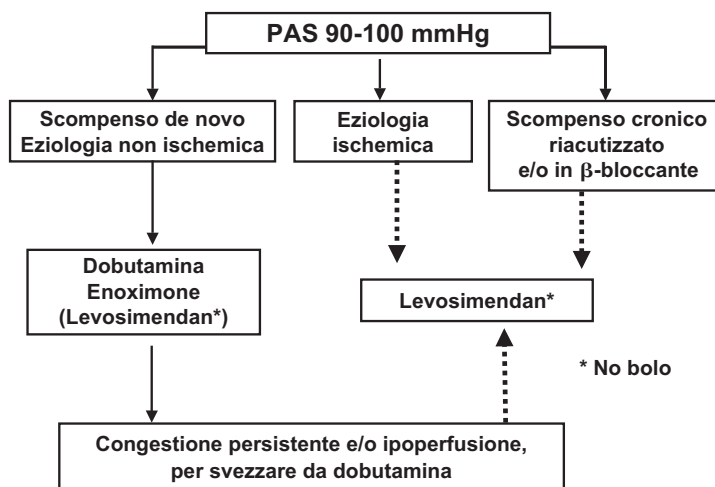 PAS 90-100 mmHg
Scompenso de novo
Eziologia non ischemica
Eziologia
ischemica
Scompenso cronico
riacutizzato
e/o in β-bloccante
Dobutamina
Enoximone
(Levosimendan*)
Levosimendan*
* No bolo
Congestione persistente e/o ipoperfusione,
per svezzare da dobutamina